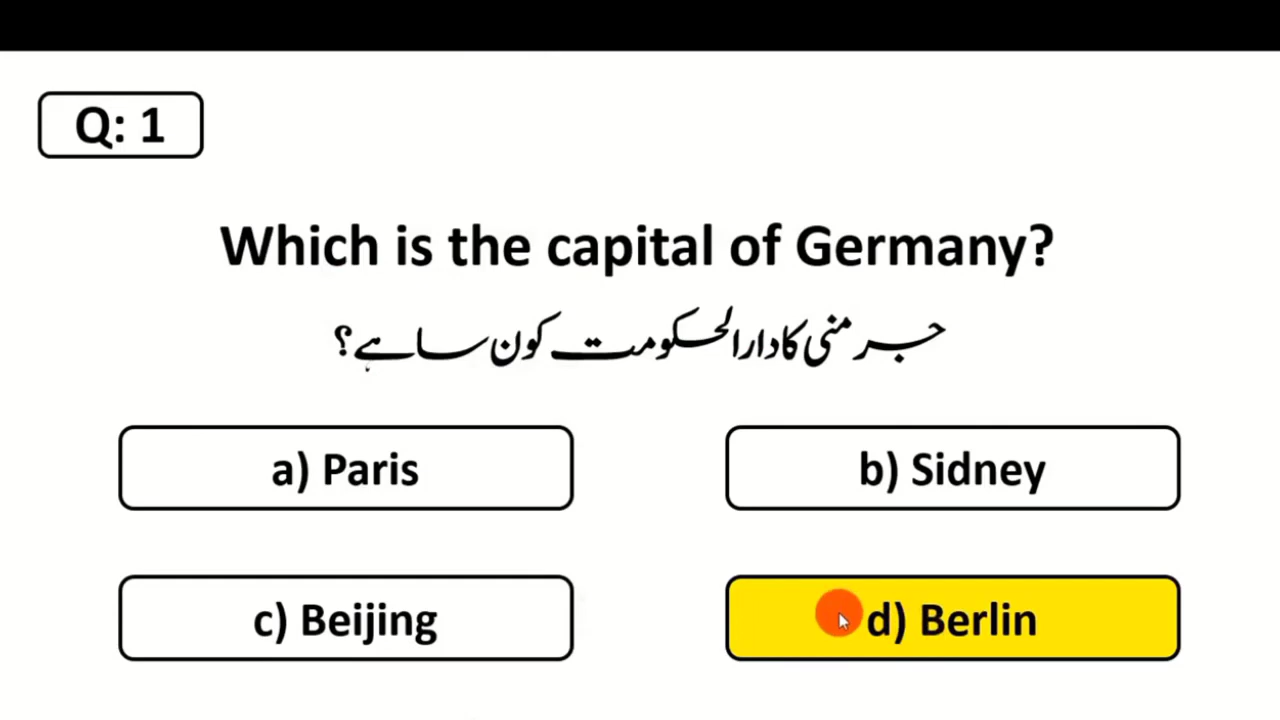 Q: 1
Which is the capital of Germany?
جرمنی کا دارالحکومت کون سا ہے؟
a) Paris
b) Sidney
c) Beijing
d) Berlin